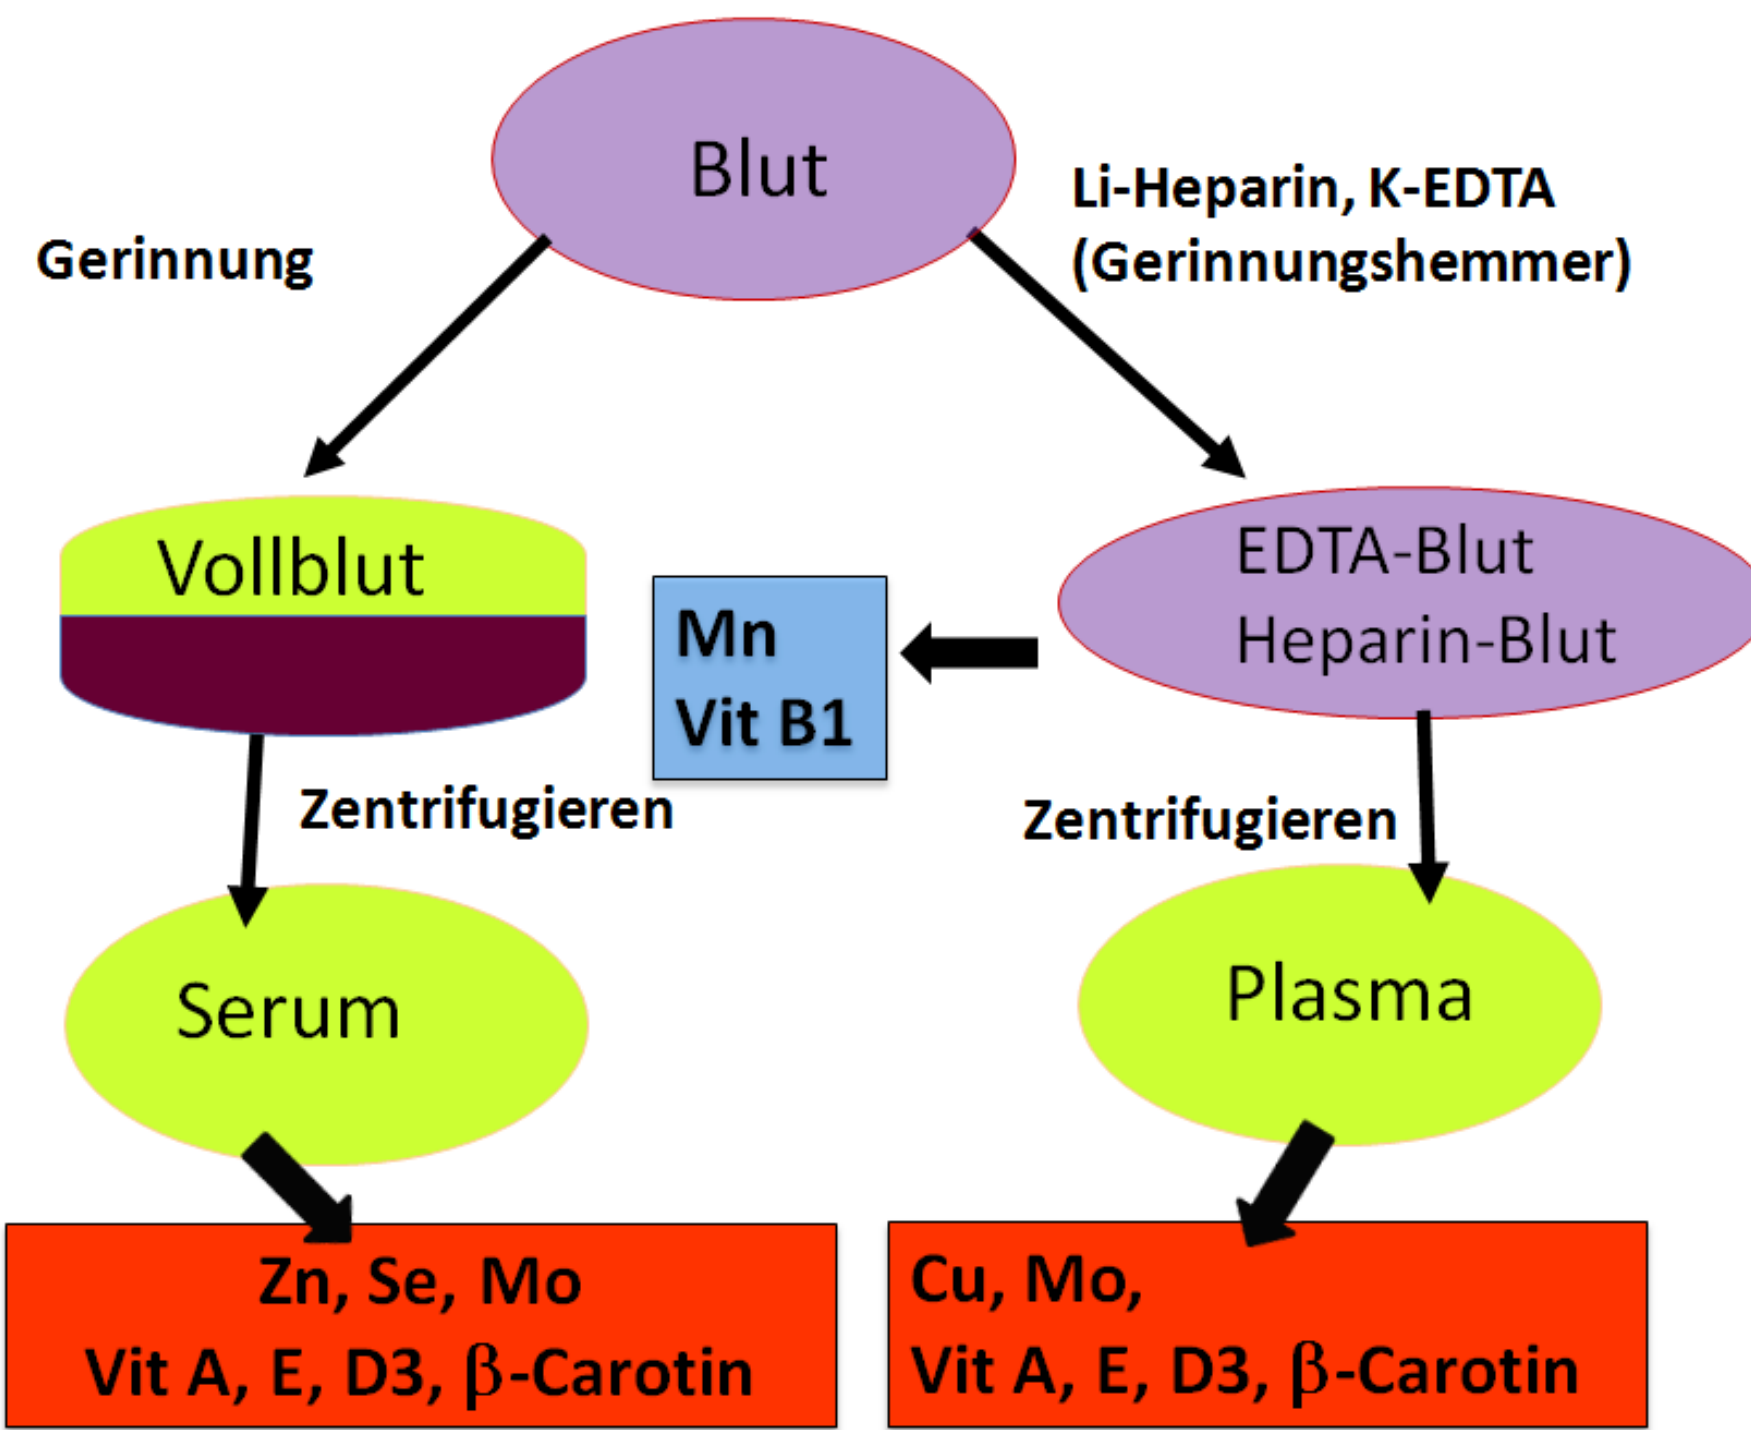 Blut
Li-Heparin, K-EDTA
(Gerinnungshemmer)
Gerinnung
Vollblut
EDTA-Blut
Heparin-Blut
Mn
Vit B1
Zentrifugieren
Zentrifugieren
Serum
Plasma
Zn, Se, Mo
Vit A, E, D3, β-Carotin
Cu, Mo,
Vit A, E, D3, β-Carotin